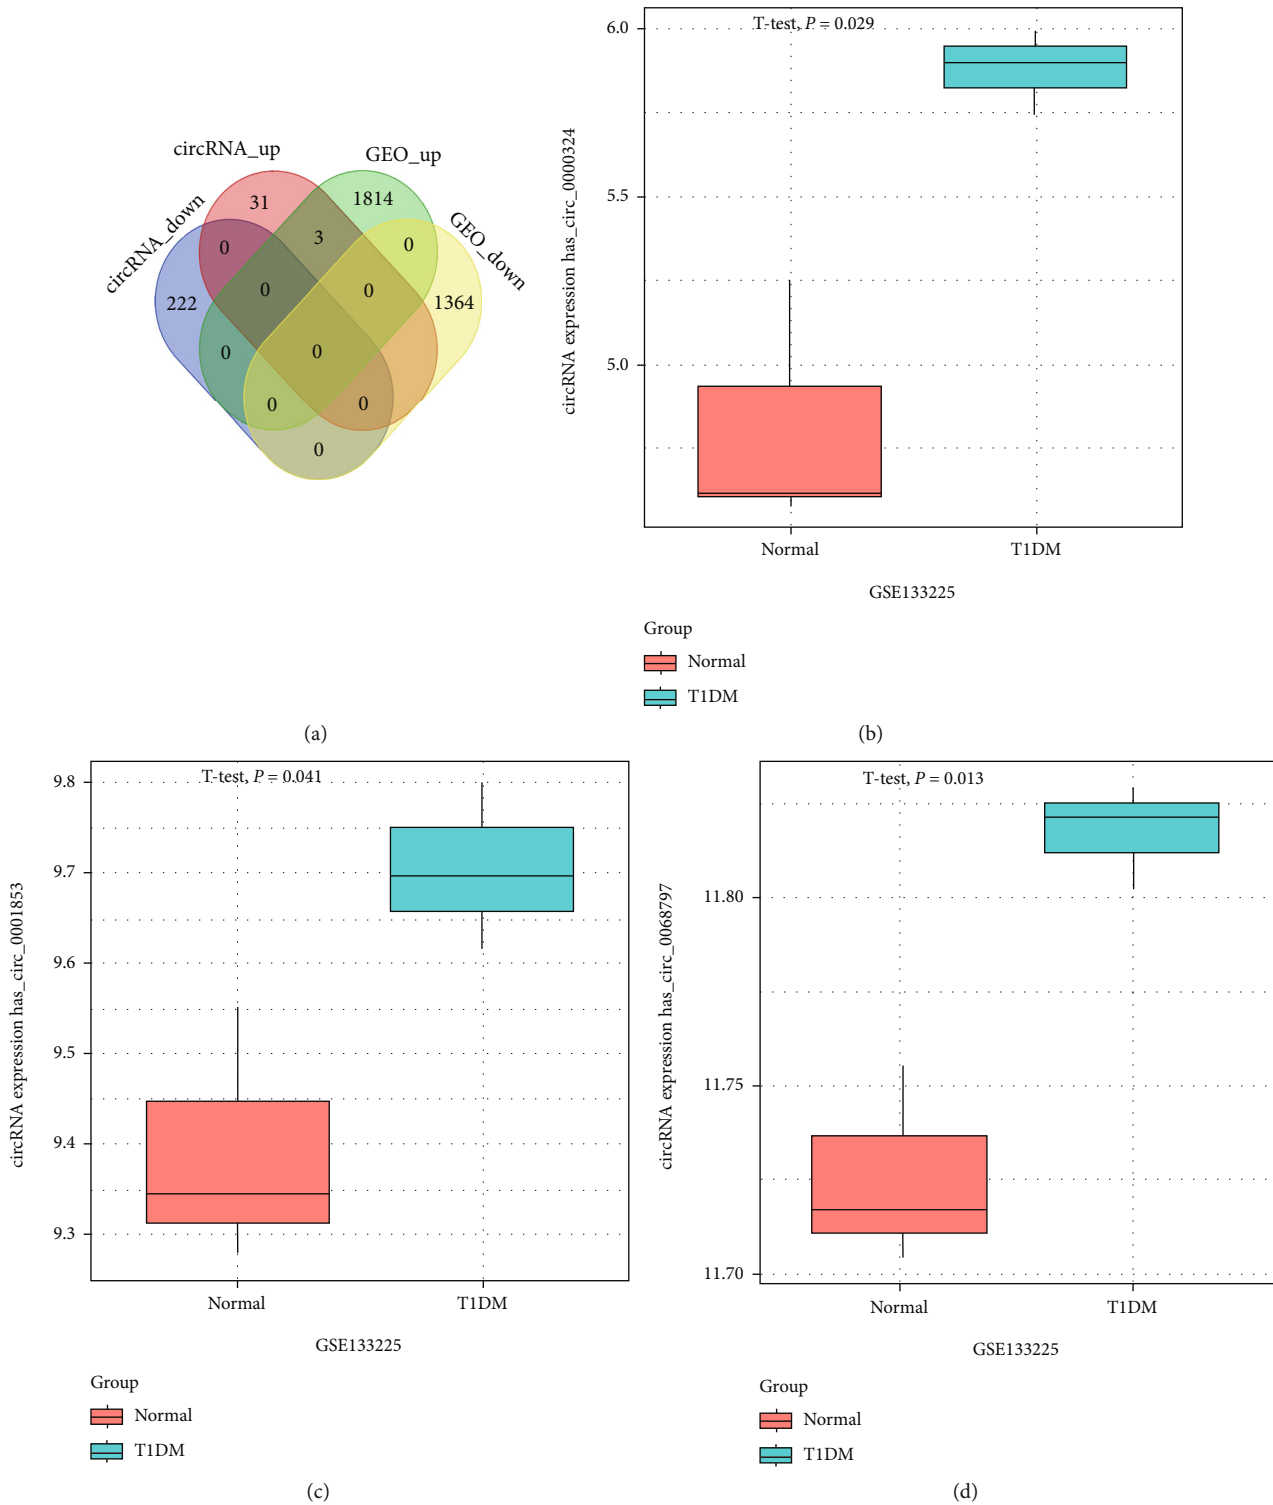 circRNA_up
GEO_up
circRNA_down
GEO_down
31
1814
0
3
0
222
0
0
1364
0
0
0
0
0
(a)
T-test, P = 0.029
circRNA expression has_circ_0000324
6.0
5.5
5.0
Normal
T1DM
GSE133225
Group
Normal
T1DM
(b)
T-test, P = 0.041
circRNA expression has_circ_0001853
9.8
9.7
9.6
9.5
9.4
9.3
Normal
T1DM
GSE133225
Group
Normal
T1DM
(c)
T-test, P = 0.013
circRNA expression has_circ_0068797
11.80
11.75
11.70
Normal
T1DM
GSE133225
Group
Normal
T1DM
(d)